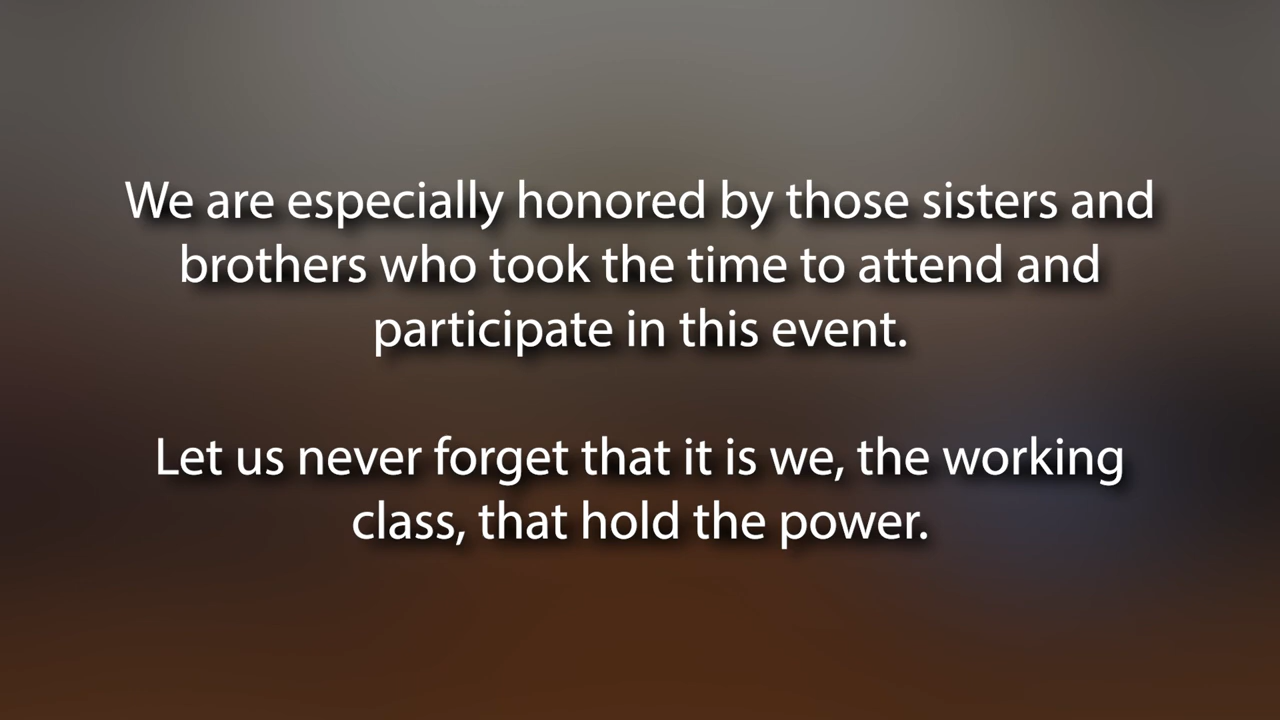 We are especially honored by those sisters and
brothers who took the time to attend and
participate in this event.
Let us never forget that it is we, the working
class, that hold the power.